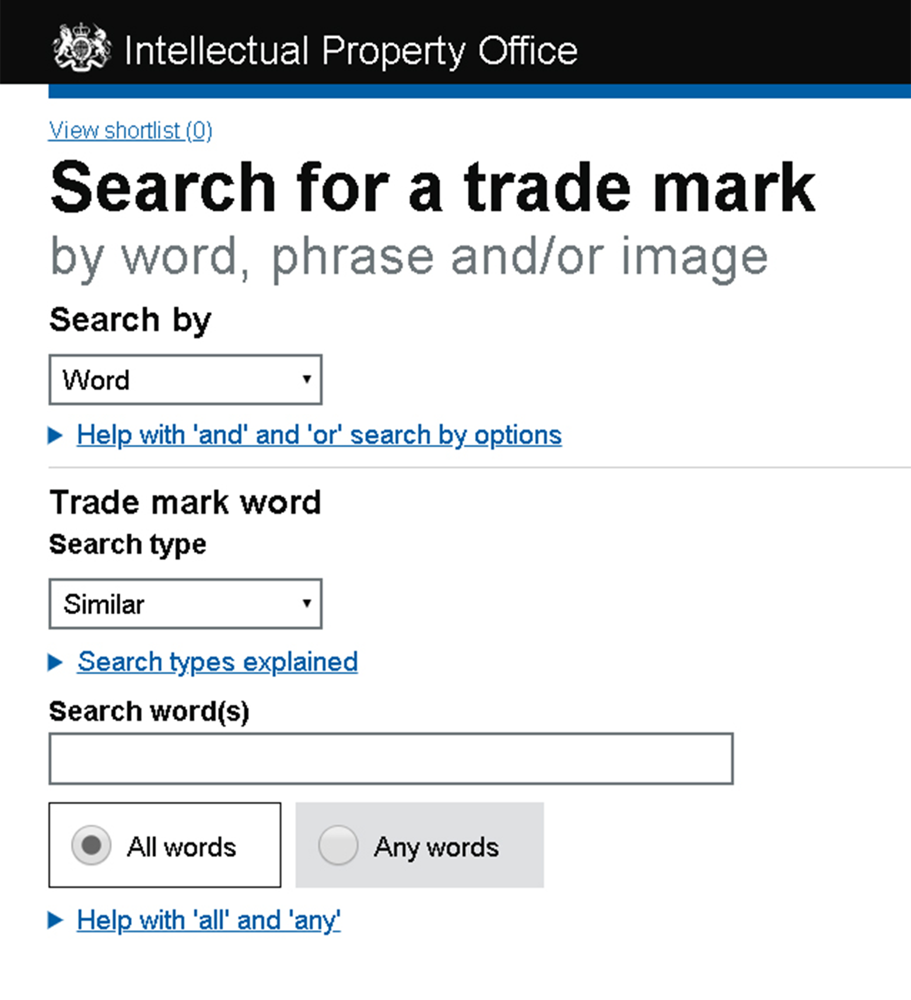 Intellectual Property Office
View shortlist (0)
Search for a trade mark
by word, phrase and/or image
Search by
Word
Help with 'and' and 'or' search by options
Trade mark word
Search type
Similar
Search types explained
Search word(s)
All words
Any words
Help with 'all' and 'any'